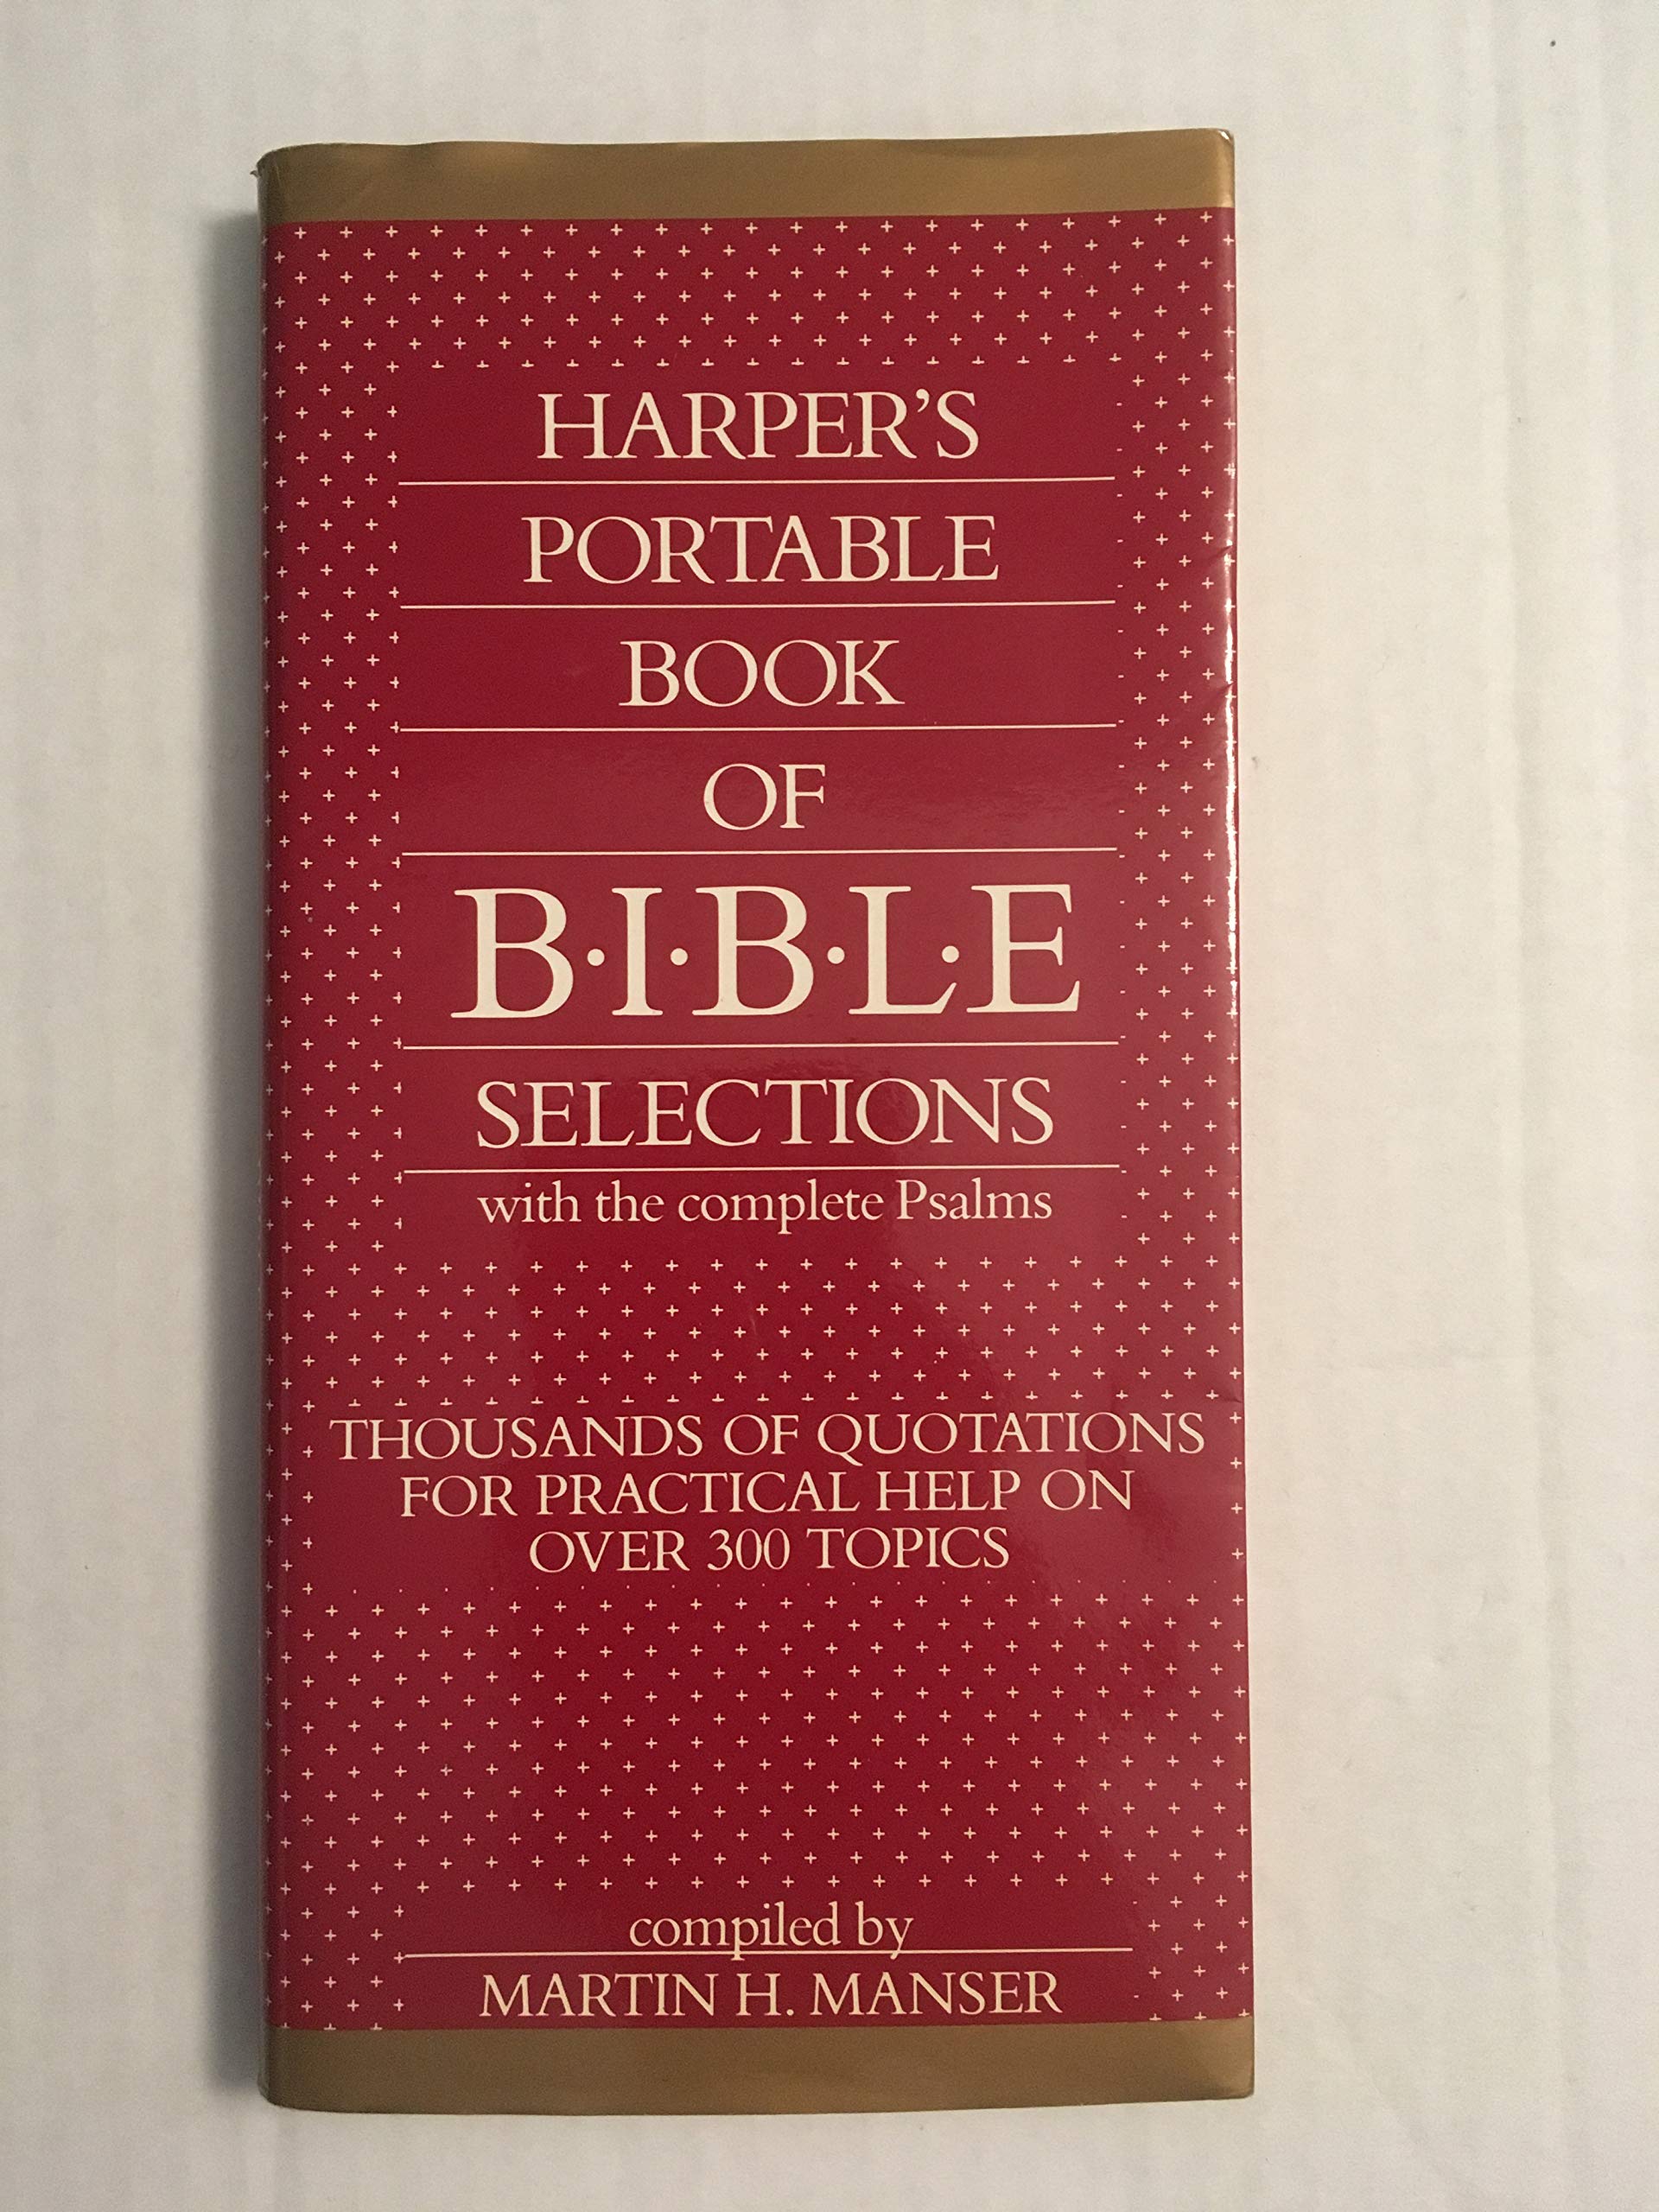 HARPER'S
PORTABLE
BOOK
OF
B·I·B·L·E
SELECTIONS
with the complete Psalms
THOUSANDS OF QUOTATIONS
FOR PRACTICAL HELP ON
OVER 300 TOPICS
compiled by
MARTIN H. MANSER